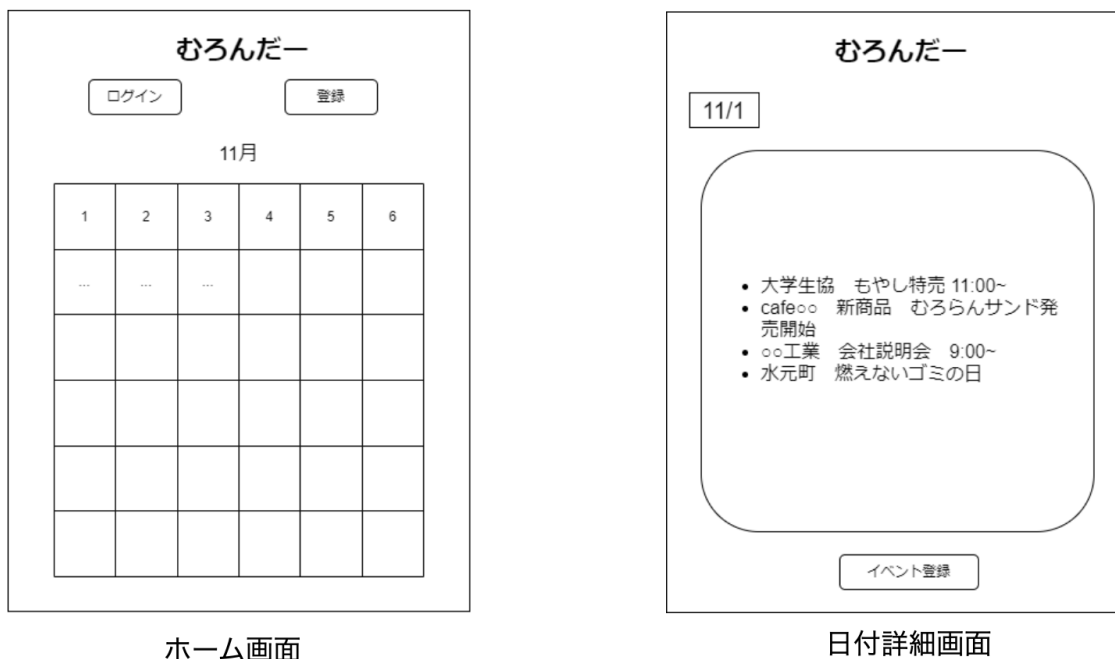 むろんだー
ログイン
登録
11月
1 2 3 4 5 6
... ... ...
ホーム画面
むろんだー
11/1
• 大学生協　もやし特売 11:00~
• cafe○○　新商品　むろらんサンド発
売開始
• ○○工業　会社説明会　9:00~
• 水元町　燃えないゴミの日
イベント登録
日付詳細画面